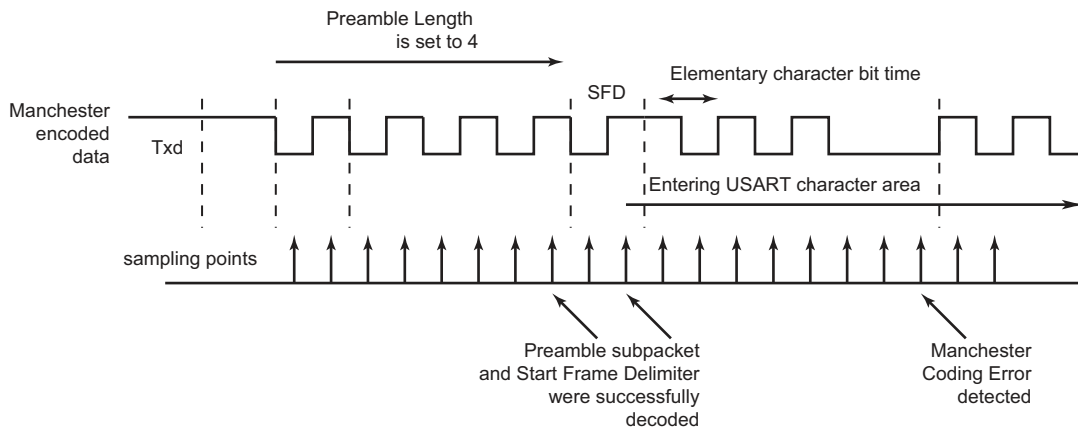 Preamble Length
is set to 4
Manchester
encoded
data
Txd
SFD
Elementary character bit time
Entering USART character area
sampling points
Preamble subpacket
and Start Frame Delimiter
were successfully
decoded
Manchester
Coding Error
detected